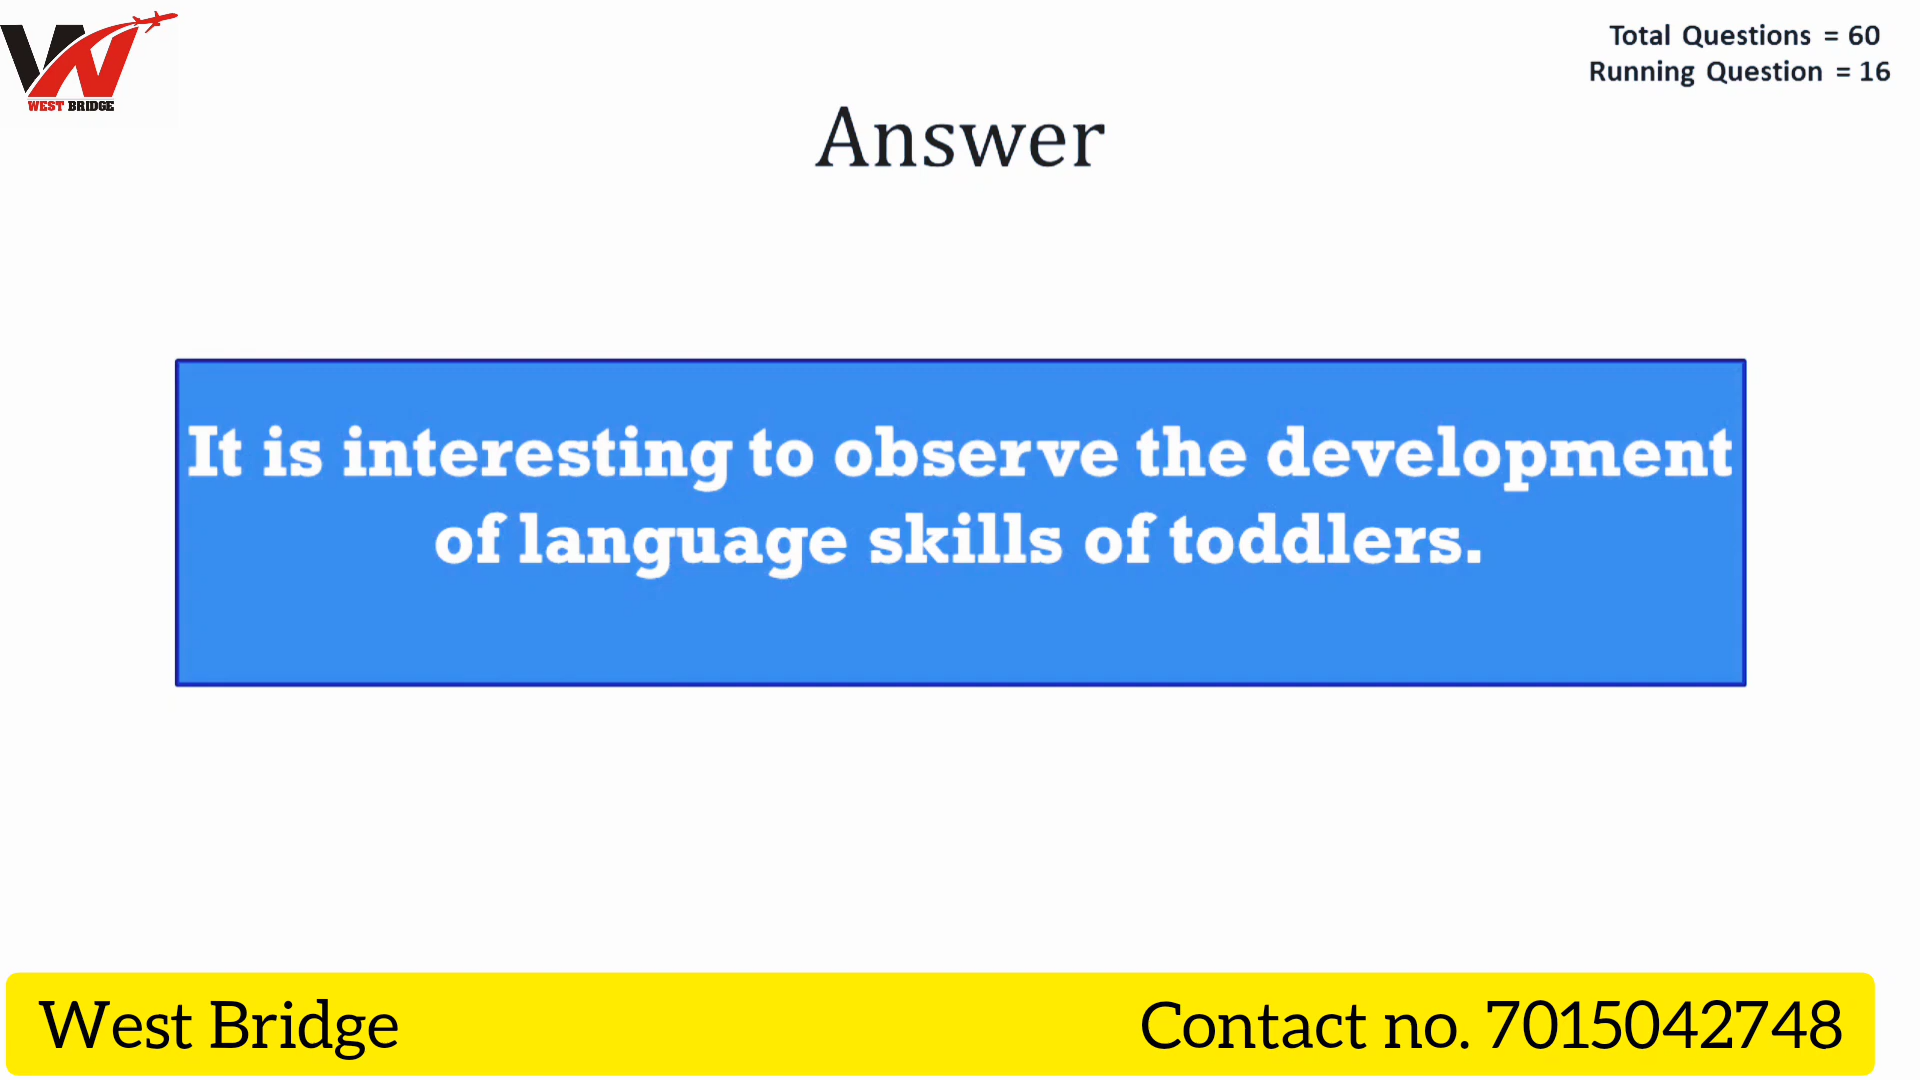 WEST BRIDGE
Total Questions = 60
Running Question = 16
Answer
It is interesting to observe the development
of language skills of toddlers.
West Bridge
Contact no. 7015042748